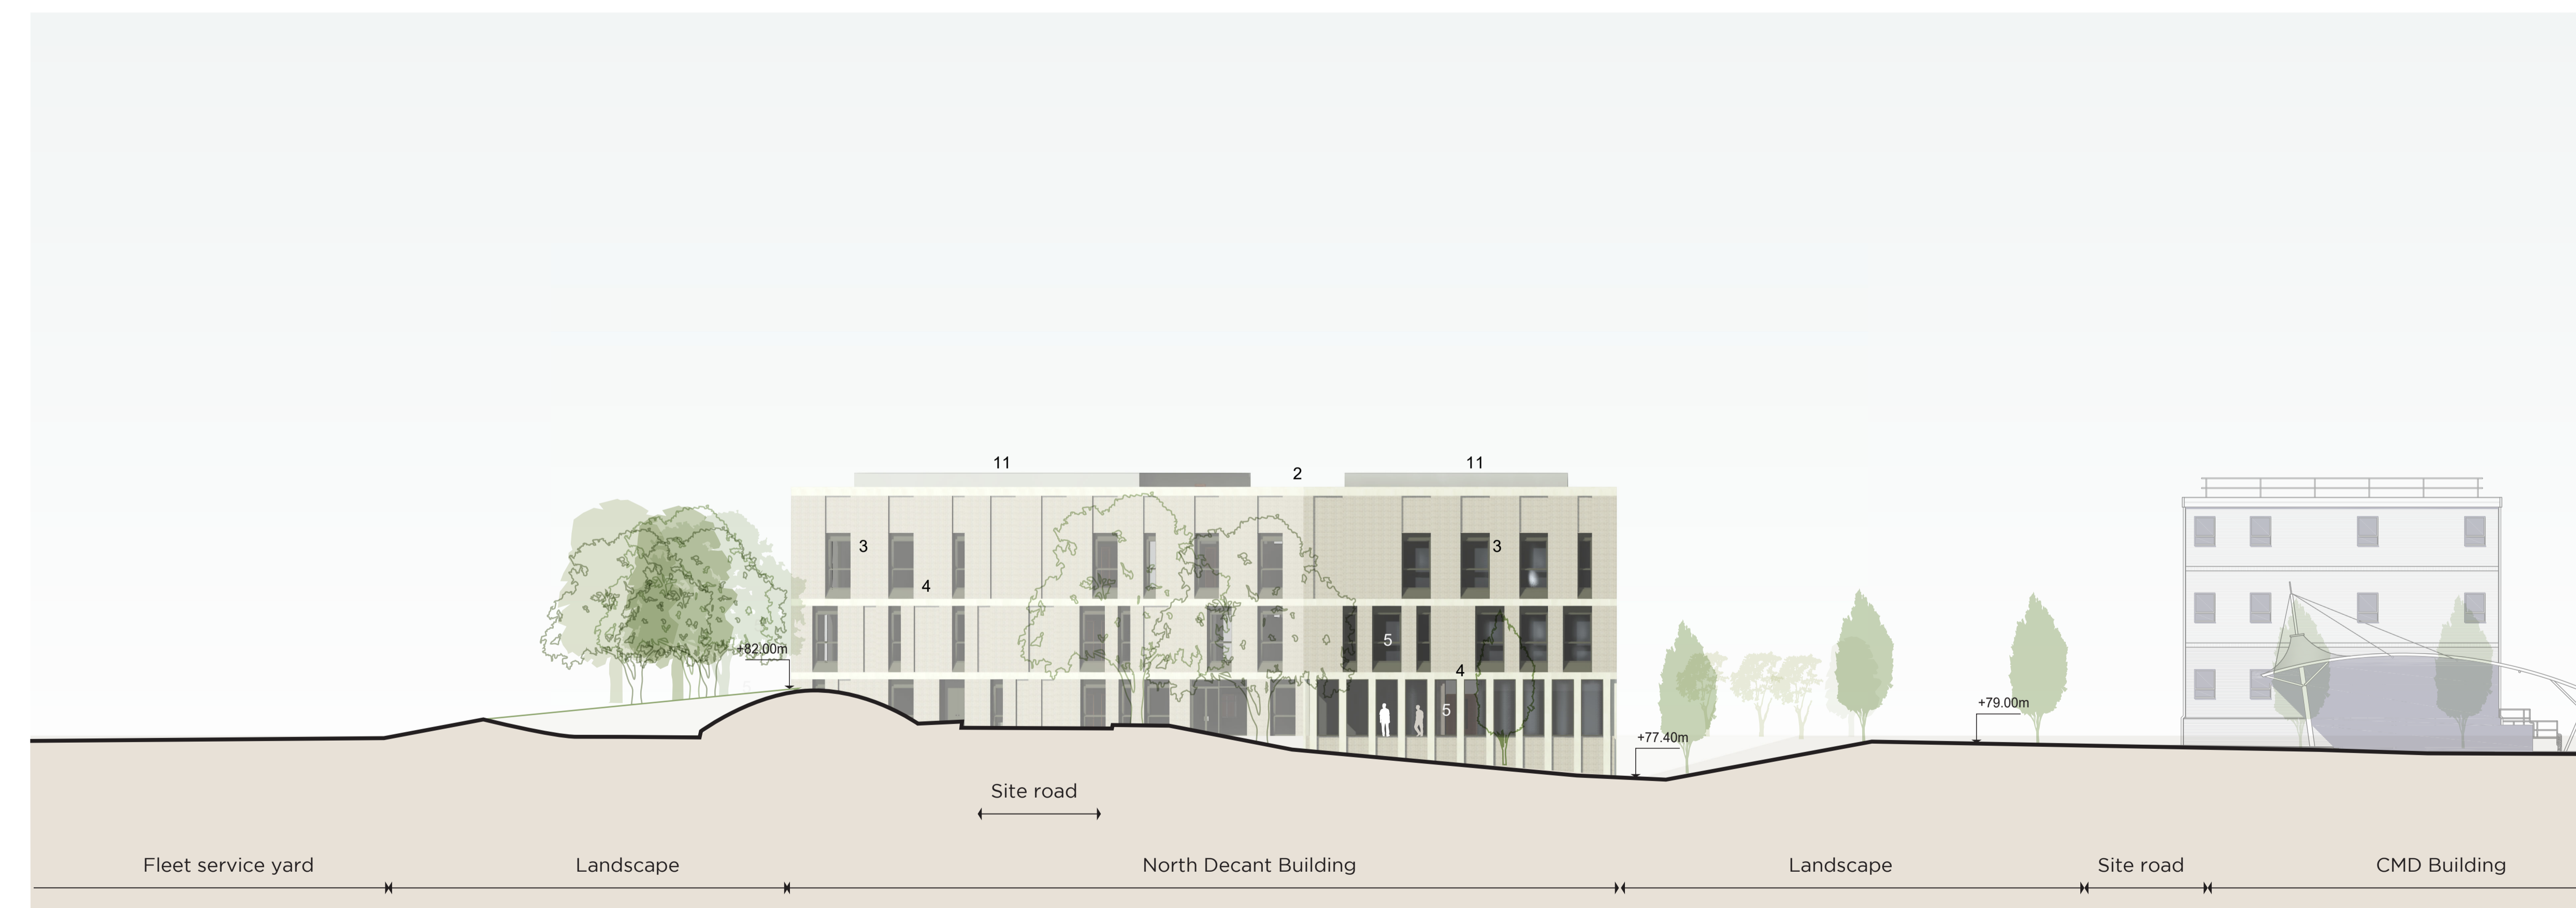 11
11
2
3
3
4
5
+82.00m
4
5
+79.00m
+77.40m
Site road
Fleet service yard
Landscape
North Decant Building
Landscape
Site road
CMD Building